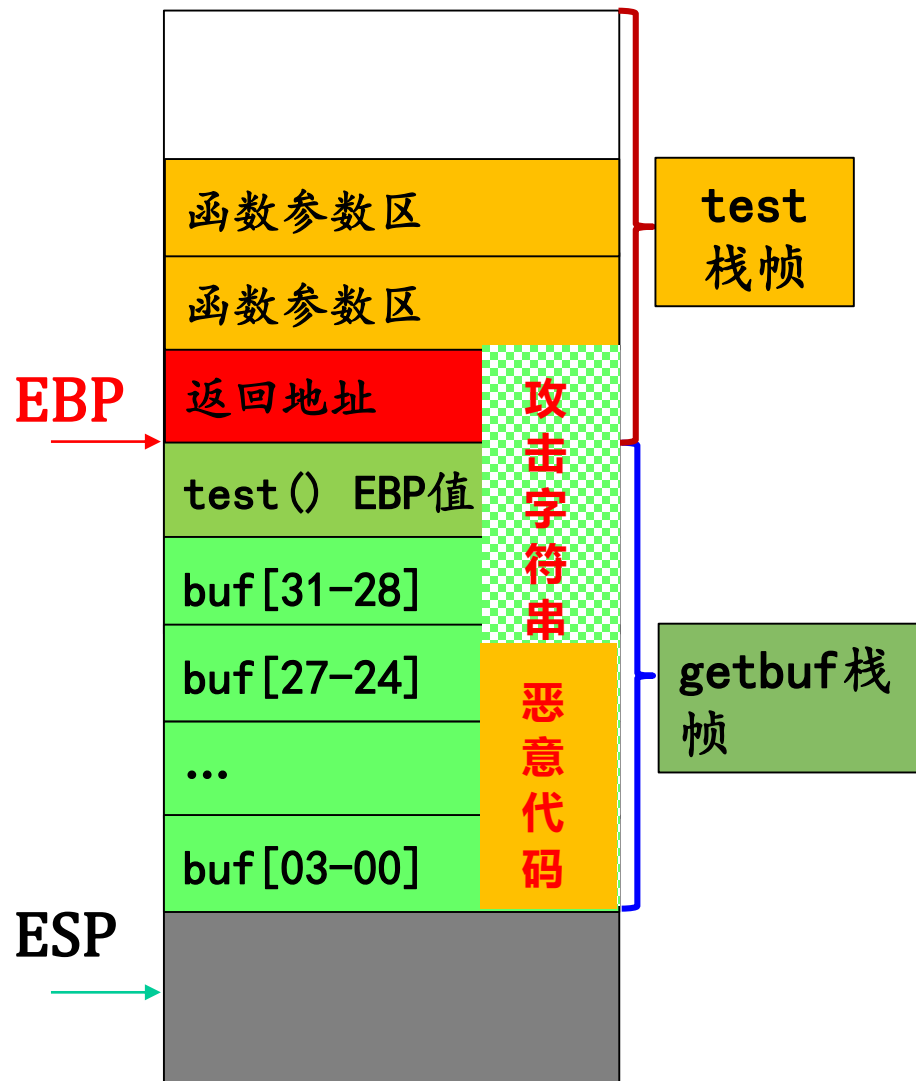 函数参数区
test
栈帧
函数参数区
EBP
返回地址
攻击字符串
test() EBP值
buf[31-28]
buf[27-24]
getbuf栈
帧
恶意代码
…
buf[03-00]
ESP